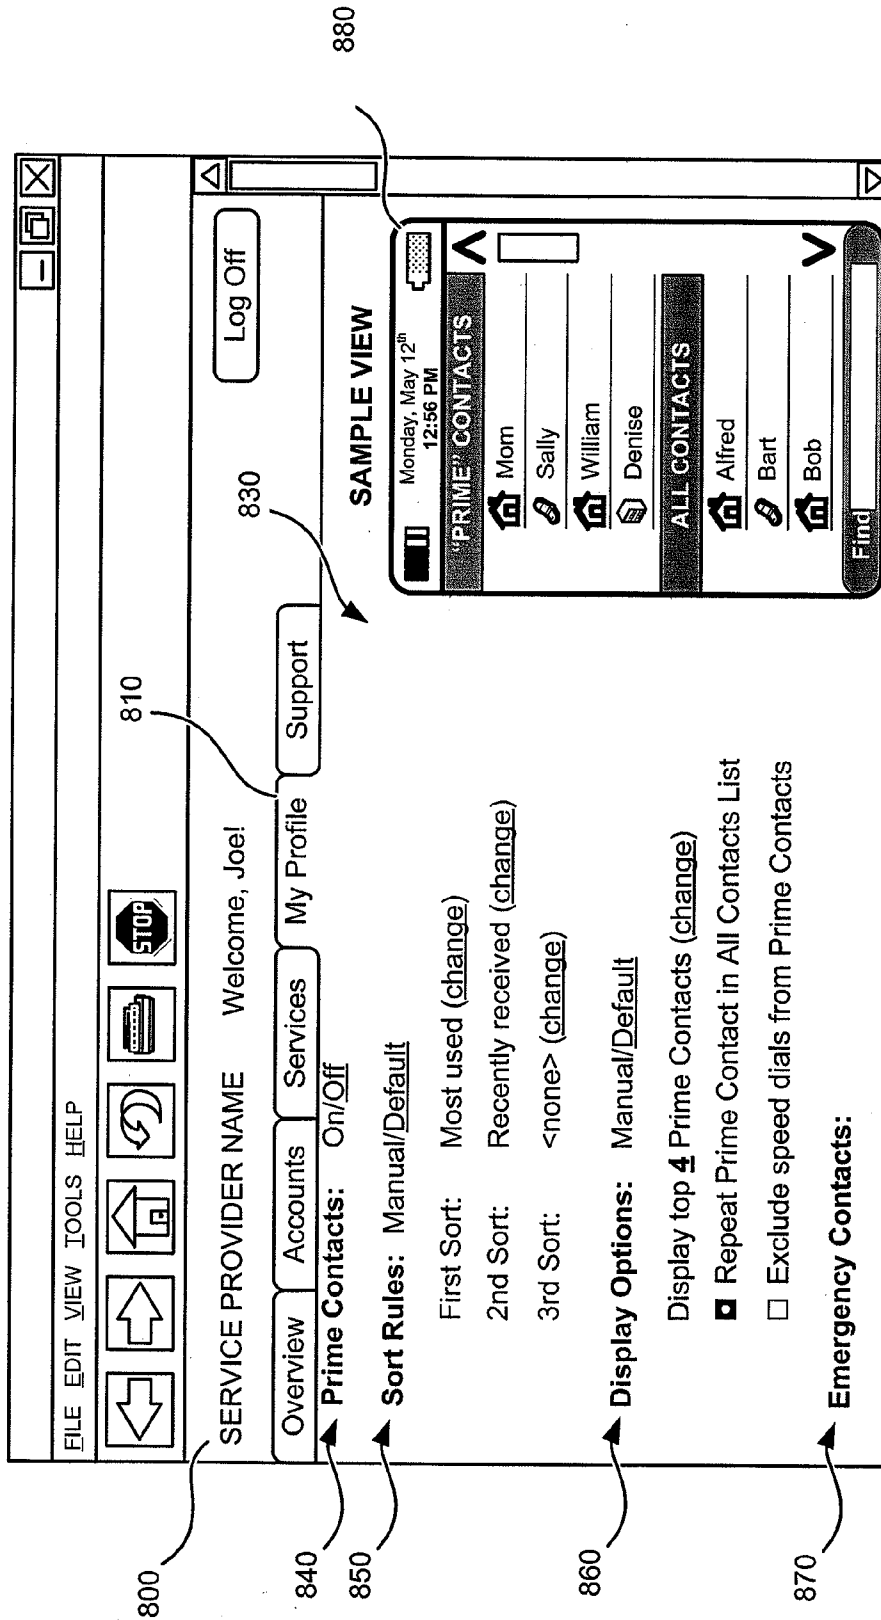 FILE EDIT VIEW TOOLS HELP
STOP
800
SERVICE PROVIDER NAME Welcome, Joe!
Log Off
810
Overview Accounts Services My Profile Support
830
840
Prime Contacts: On/Off
850
Sort Rules: Manual/Default
First Sort: Most used (change)
2nd Sort: Recently received (change)
3rd Sort: <none> (change)
860
Display Options: Manual/Default
Display top 4 Prime Contacts (change)
Repeat Prime Contact in All Contacts List
Exclude speed dials from Prime Contacts
870
Emergency Contacts:
SAMPLE VIEW
880
Monday, May 12th
12:56 PM
"PRIME" CONTACTS
Mom
Sally
William
Denise
ALL CONTACTS
Alfred
Bart
Bob
Find